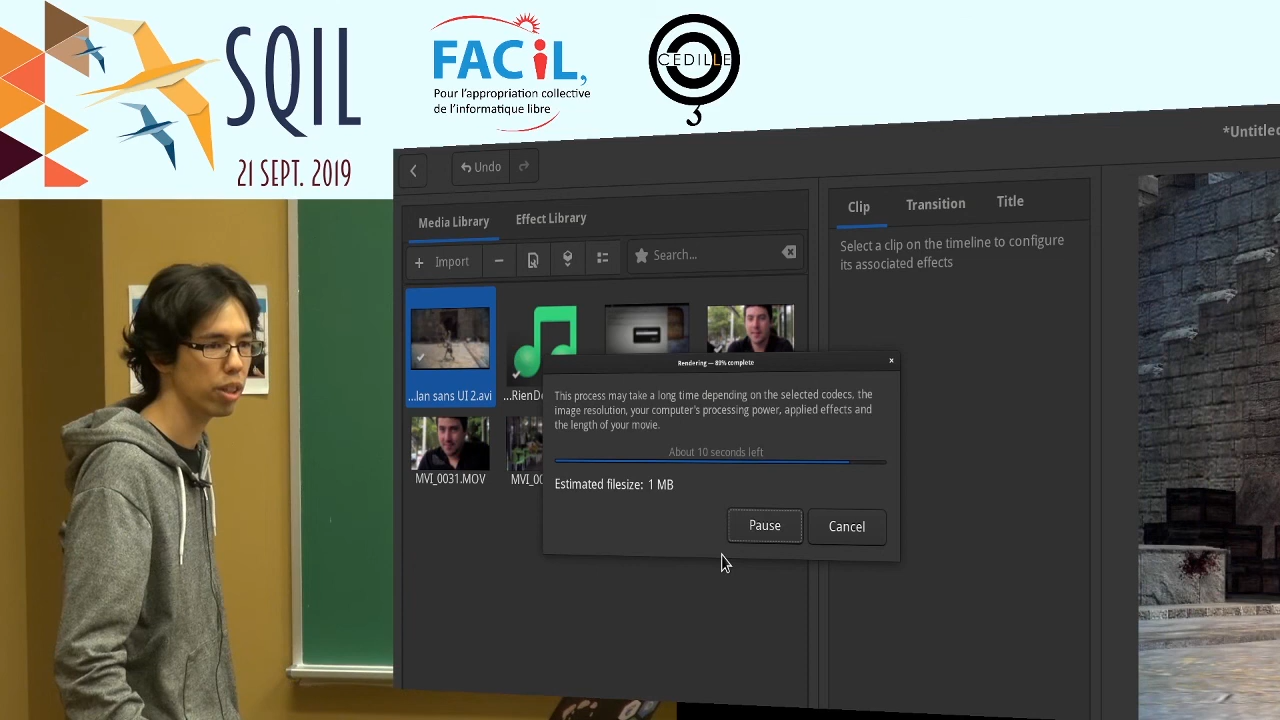 SQIL
21 SEPT. 2019
FACiL,
Pour l'appropriation collective
de l'informatique libre
CEDILLE
Undo
*Untitled
Media Library
Effect Library
Clip
Transition
Title
+ Import
Search...
Select a clip on the timeline to configure
its associated effects
...lan sans UI 2.avi
MVI_0031.MOV
Rendering — 89% complete
This process may take a long time depending on the selected codecs, the
image resolution, your computer's processing power, applied effects and
the length of your movie.
About 10 seconds left
Estimated filesize: 1 MB
Pause
Cancel